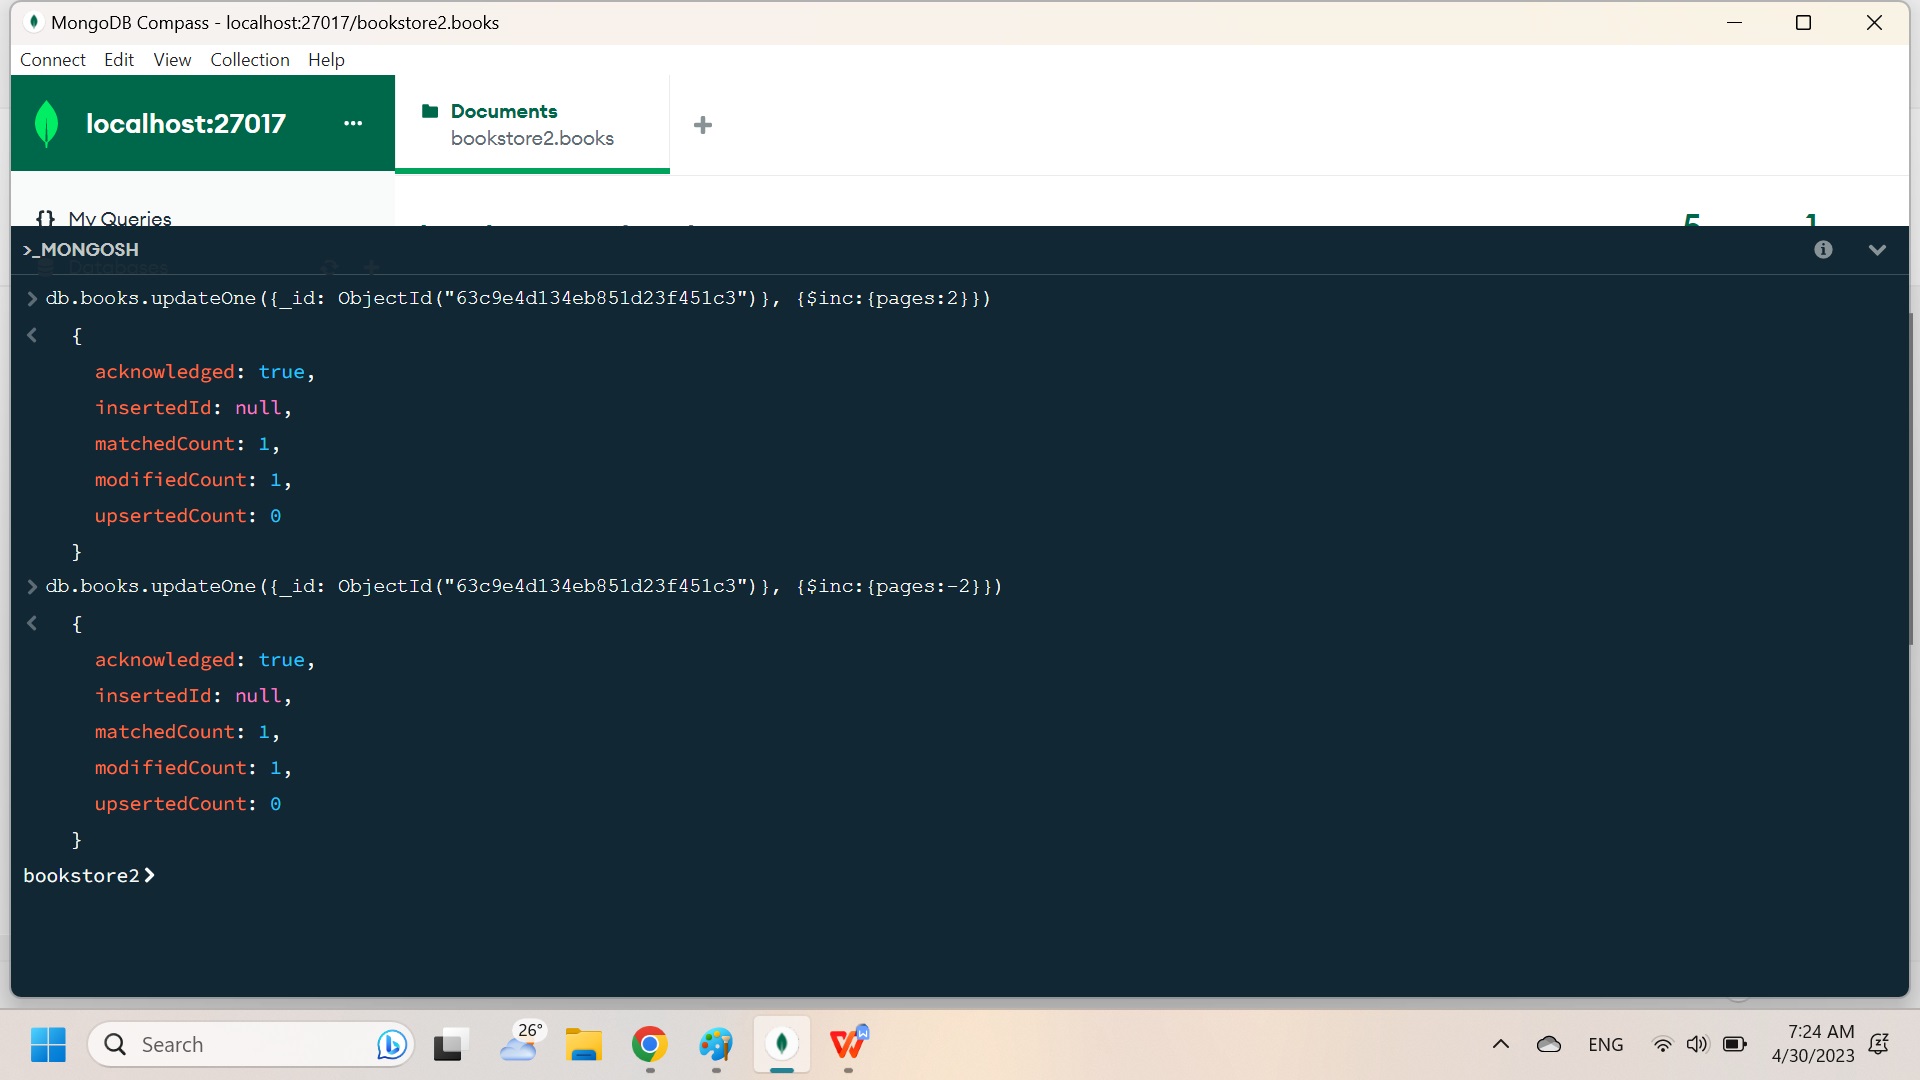 MongoDB Compass - localhost:27017/bookstore2.books
Connect Edit View Collection Help
localhost:27017 ...
Documents
bookstore2.books
{} My Queries
5 1
>_MONGOSH
Databases
db.books.updateOne({_id: ObjectId("63c9e4d134eb851d23f451c3")}, {$inc:{pages:2}})
{
acknowledged: true,
insertedId: null,
matchedCount: 1,
modifiedCount: 1,
upsertedCount: 0
}
db.books.updateOne({_id: ObjectId("63c9e4d134eb851d23f451c3")}, {$inc:{pages:-2}})
{
acknowledged: true,
insertedId: null,
matchedCount: 1,
modifiedCount: 1,
upsertedCount: 0
}
bookstore2>
Search
26°
ENG
7:24 AM
4/30/2023